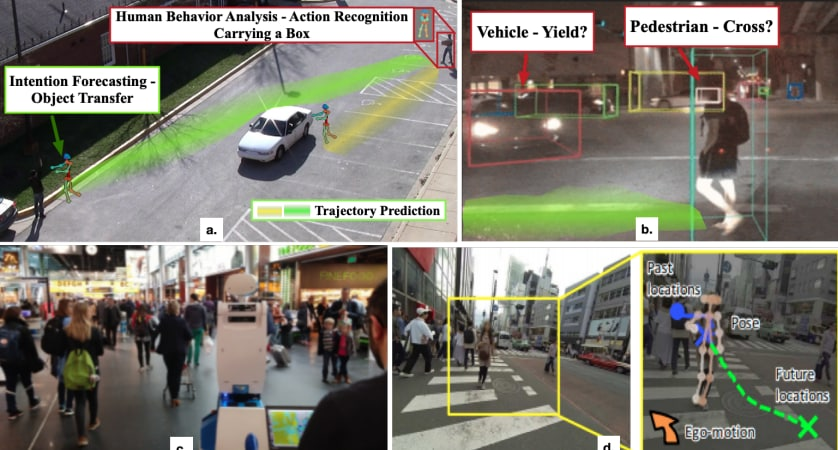 Human Behavior Analysis - Action Recognition
Carrying a Box
Intention Forecasting -
Object Transfer
Trajectory Prediction
a.
Vehicle - Yield?
Pedestrian - Cross?
b.
c.
d.
Past
locations
Pose
Future
locations
Ego-motion